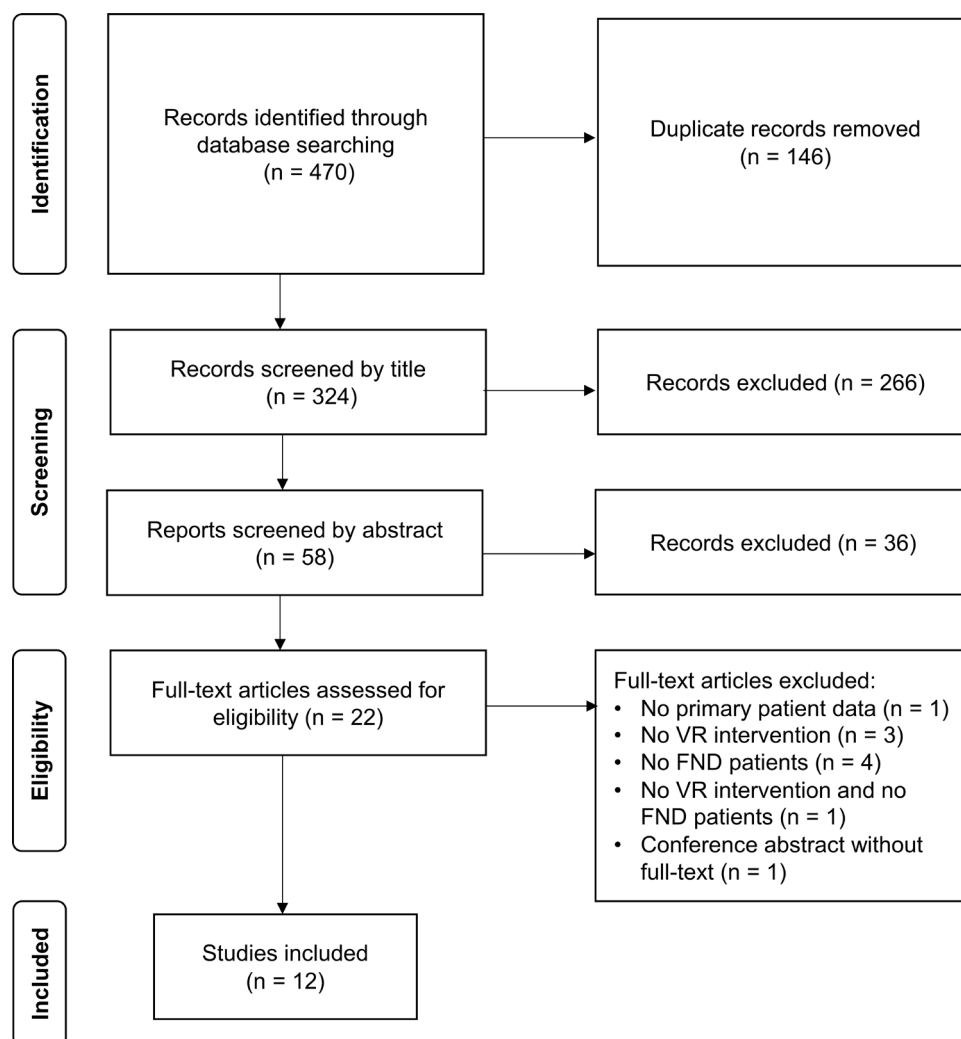 Identification
Records identified through
database searching
(n = 470)
Duplicate records removed
(n = 146)
Screening
Records screened by title
(n = 324)
Records excluded (n = 266)
Reports screened by abstract
(n = 58)
Records excluded (n = 36)
Eligibility
Full-text articles assessed for
eligibility (n = 22)
Full-text articles excluded:
• No primary patient data (n = 1)
• No VR intervention (n = 3)
• No FND patients (n = 4)
• No VR intervention and no
FND patients (n = 1)
• Conference abstract without
full-text (n = 1)
Included
Studies included
(n = 12)